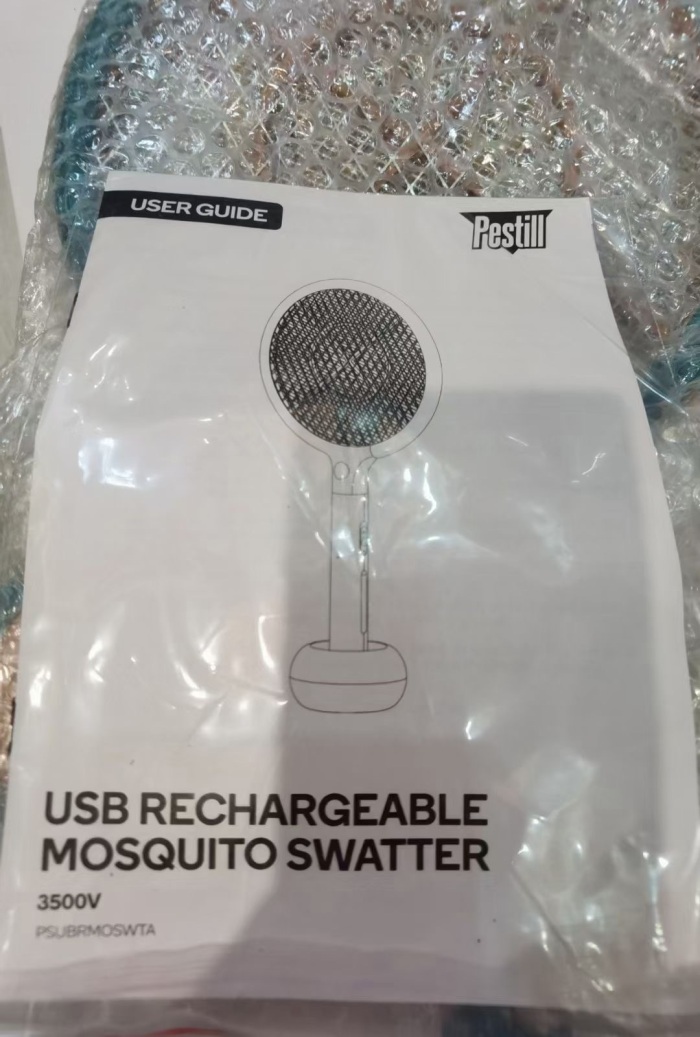 USER GUIDE
Pestill
USB RECHARGEABLE
MOSQUITO SWATTER
3500V
PSUBRMOSWTA